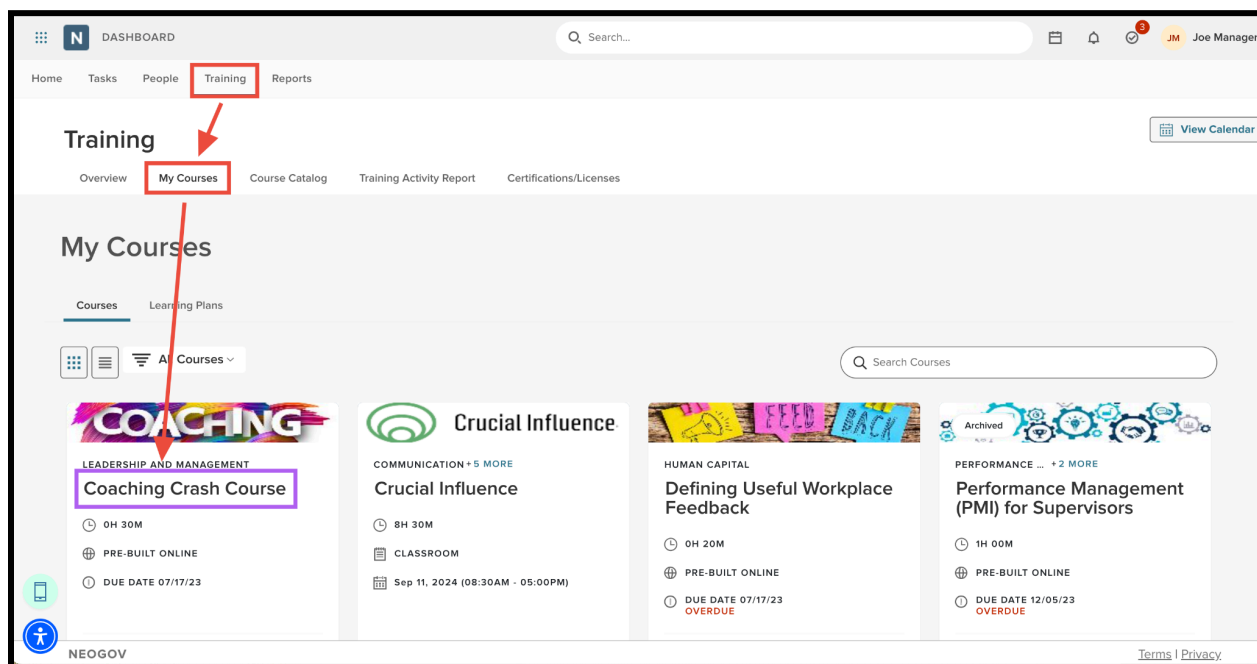 N DASHBOARD Search... 3 JM Joe Manager
Home Tasks People Training Reports
Training
View Calendar
Overview My Courses Course Catalog Training Activity Report Certifications/Licenses
My Courses
Courses Learning Plans
All Courses
Search Courses
COACHING
LEADERSHIP AND MANAGEMENT
Coaching Crash Course
0H 30M
PRE-BUILT ONLINE
DUE DATE 07/17/23
Crucial Influence
COMMUNICATION + 5 MORE
Crucial Influence
8H 30M
CLASSROOM
Sep 11, 2024 (08:30AM - 05:00PM)
FEED BACK
HUMAN CAPITAL
Defining Useful Workplace
Feedback
0H 20M
PRE-BUILT ONLINE
DUE DATE 07/17/23
OVERDUE
Archived
PERFORMANCE ... +2 MORE
Performance Management
(PMI) for Supervisors
1H 00M
PRE-BUILT ONLINE
DUE DATE 12/05/23
OVERDUE
NEOGOV
Terms | Privacy